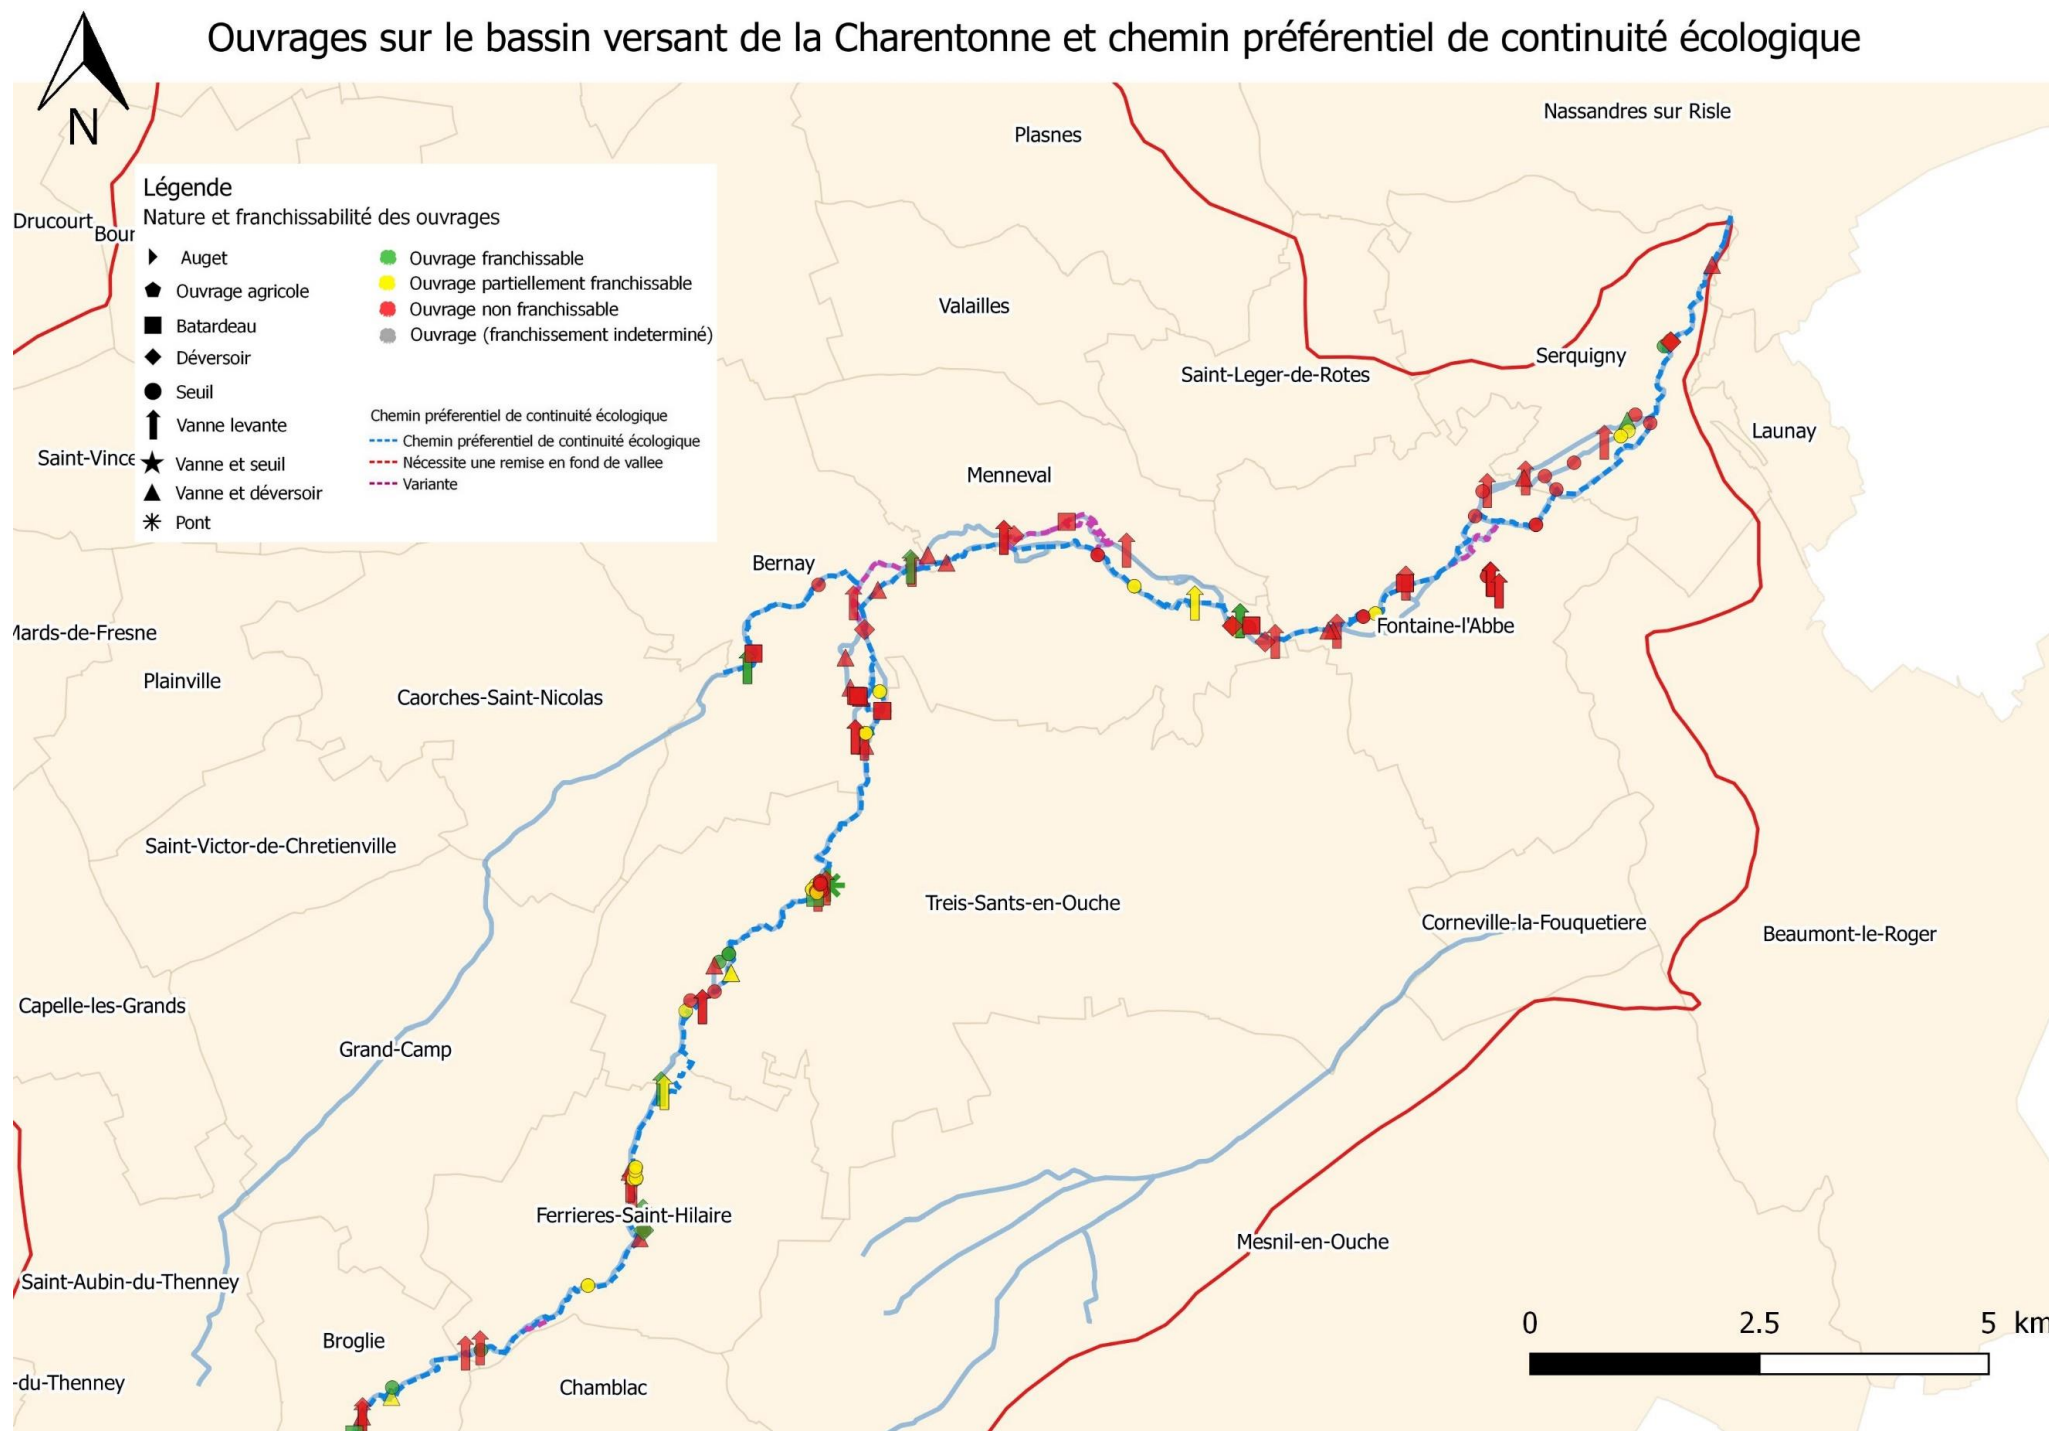 Ouvrages sur le bassin versant de la Charentonne et chemin préférentiel de continuité écologique
N
Nassandres sur Risle
Plasnes
Légende
Nature et franchissabilité des ouvrages
Auget
Ouvrage agricole
Batardeau
Déversoir
Seuil
Vanne levante
Vanne et seuil
Vanne et déversoir
Pont
Ouvrage franchissable
Ouvrage partiellement franchissable
Ouvrage non franchissable
Ouvrage (franchissement indeterminé)
Chemin préferentiel de continuité écologique
Chemin préferentiel de continuité écologique
Nécessite une remise en fond de vallee
Variante
Drucourt
Bour
Valailles
Serquigny
Saint-Leger-de-Rotes
Launay
Saint-Vince
Menneval
Bernay
Mards-de-Fresne
Fontaine-l'Abbe
Plainville
Caorches-Saint-Nicolas
Saint-Victor-de-Chretienville
Treis-Sants-en-Ouche
Corneville-la-Fouquetiere
Beaumont-le-Roger
Capelle-les-Grands
Grand-Camp
Ferrieres-Saint-Hilaire
Mesnil-en-Ouche
Saint-Aubin-du-Thenney
Broglie
0 2.5 5 km
-du-Thenney
Chamblac